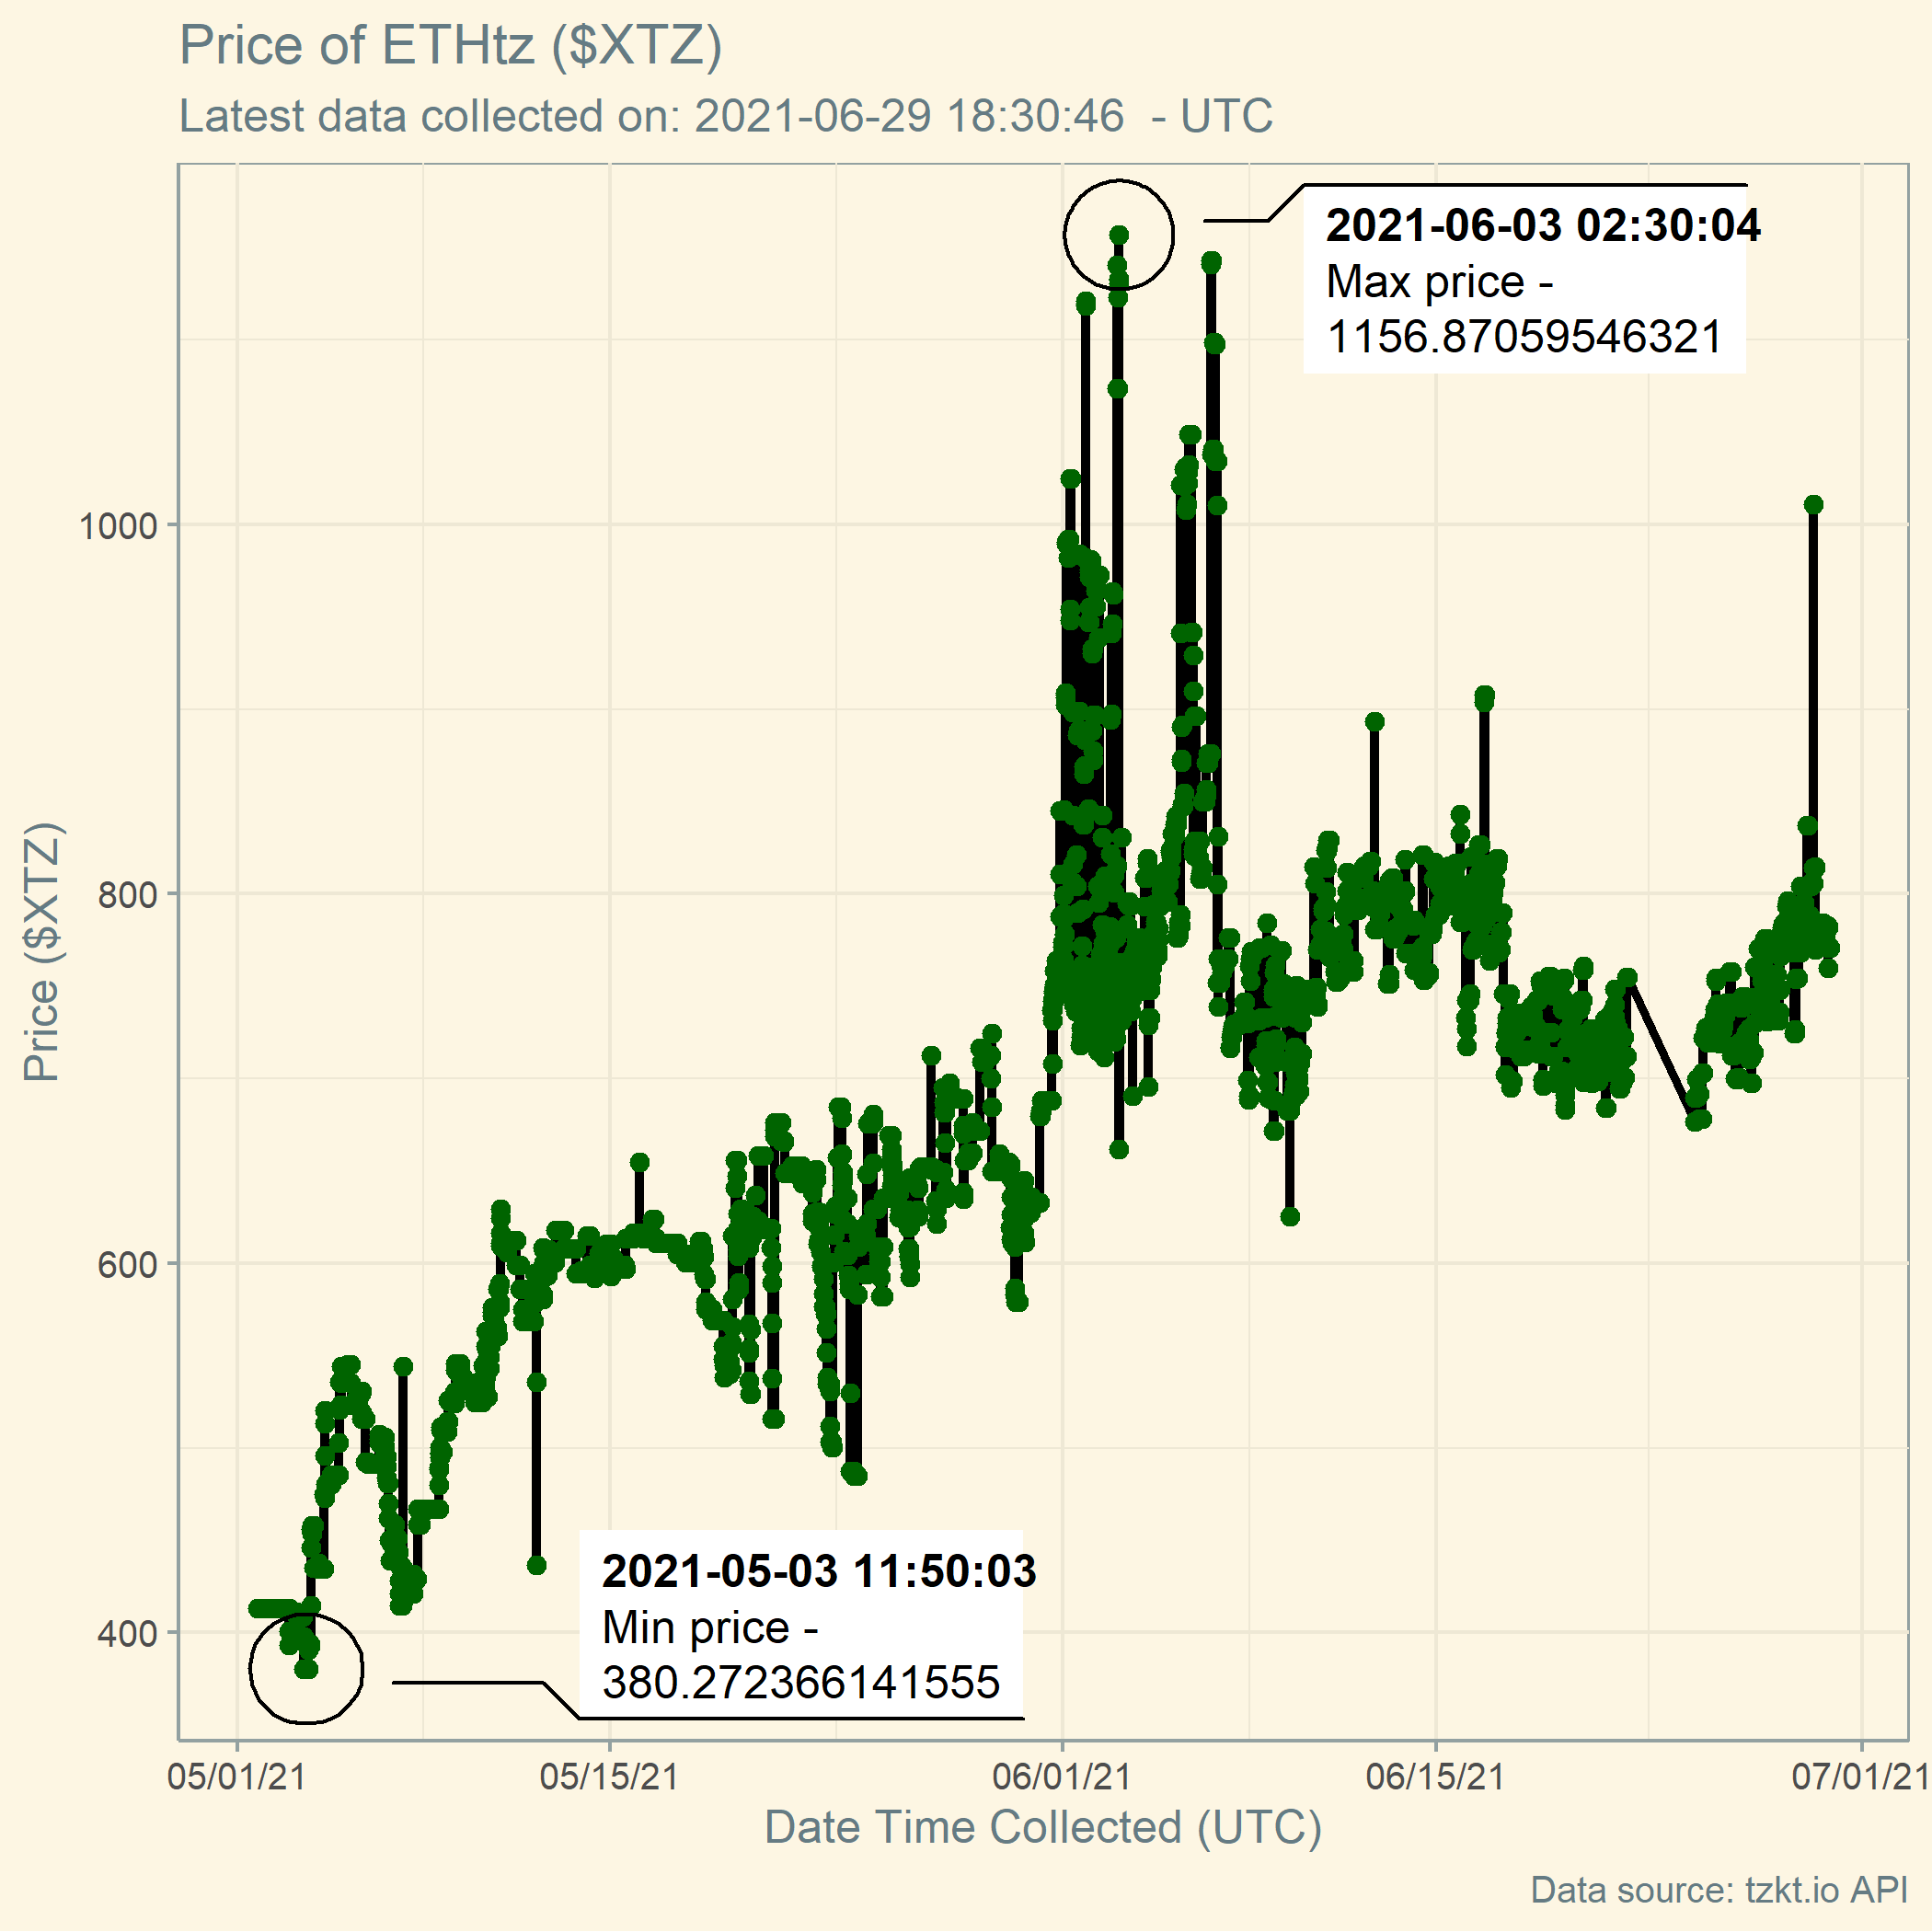 Price of ETHtz ($XTZ)
Latest data collected on: 2021-06-29 18:30:46  - UTC
2021-06-03 02:30:04
Max price -
1156.87059546321
1000
800
600
400
Price ($XTZ)
2021-05-03 11:50:03
Min price -
380.272366141555
05/01/21
05/15/21
06/01/21
06/15/21
07/01/21
Date Time Collected (UTC)
Data source: tzkt.io API